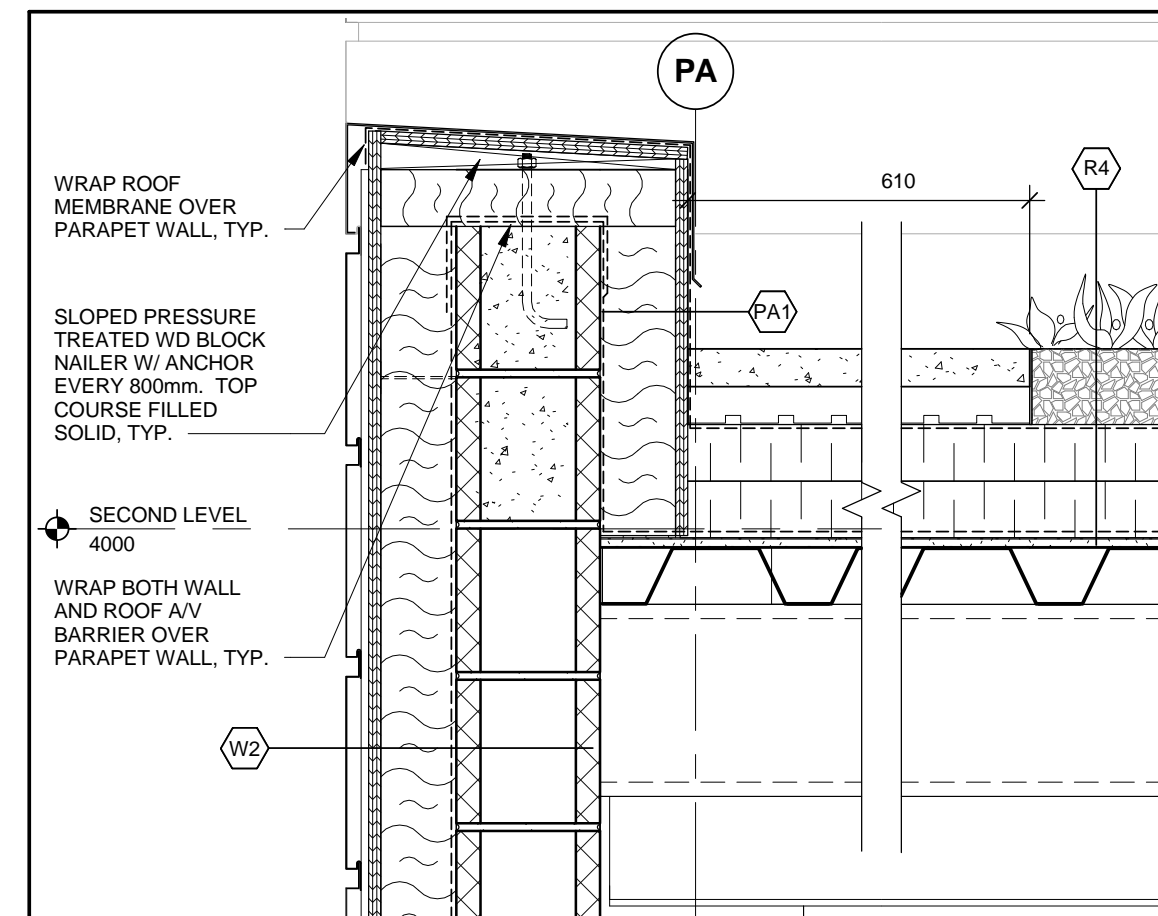 PA
WRAP ROOF
MEMBRANE OVER
PARAPET WALL, TYP.
610
R4
SLOPED PRESSURE
TREATED WD BLOCK
NAILER W/ ANCHOR
EVERY 800mm. TOP
COURSE FILLED
SOLID, TYP.
PA1
SECOND LEVEL
4000
WRAP BOTH WALL
AND ROOF A/V
BARRIER OVER
PARAPET WALL, TYP.
W2